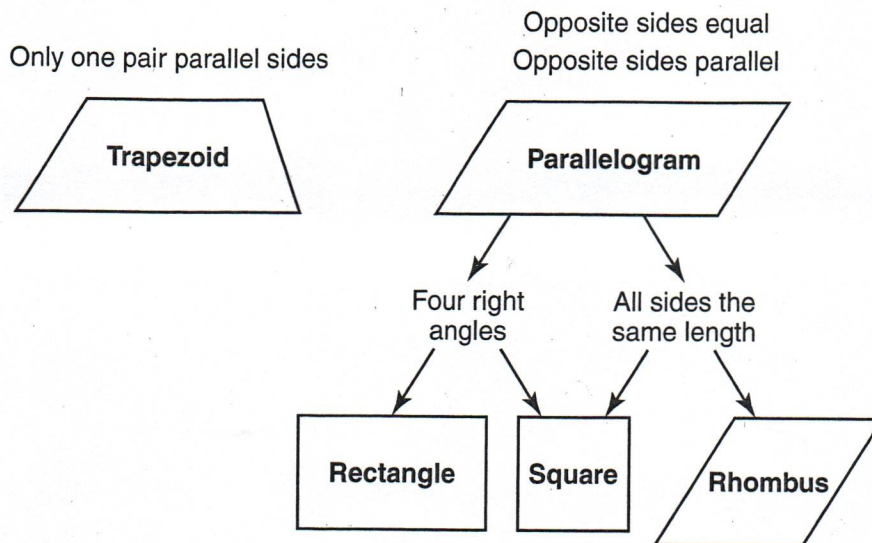 Only one pair parallel sides
Trapezoid
Opposite sides equal
Opposite sides parallel
Parallelogram
Four right
angles
All sides the
same length
Rectangle
Square
Rhombus